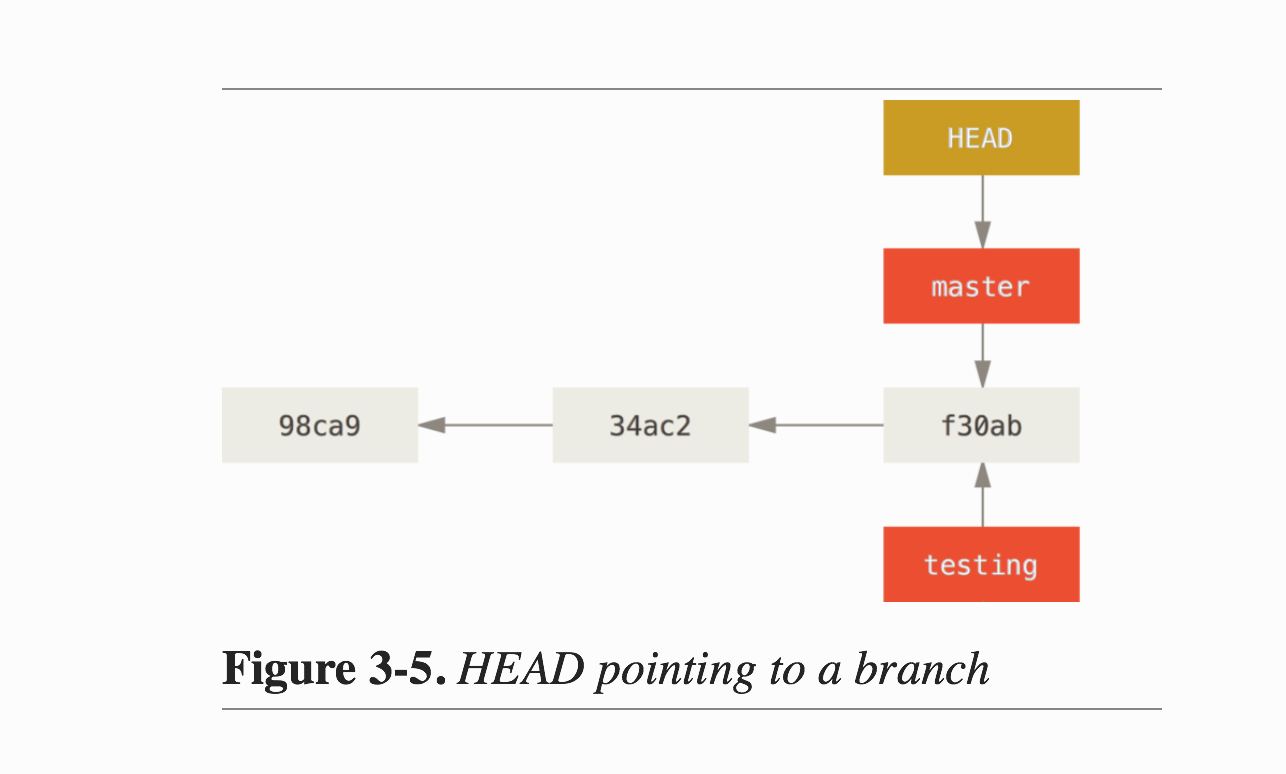 HEAD
master
98ca9 34ac2 f30ab
testing
Figure 3-5. HEAD pointing to a branch